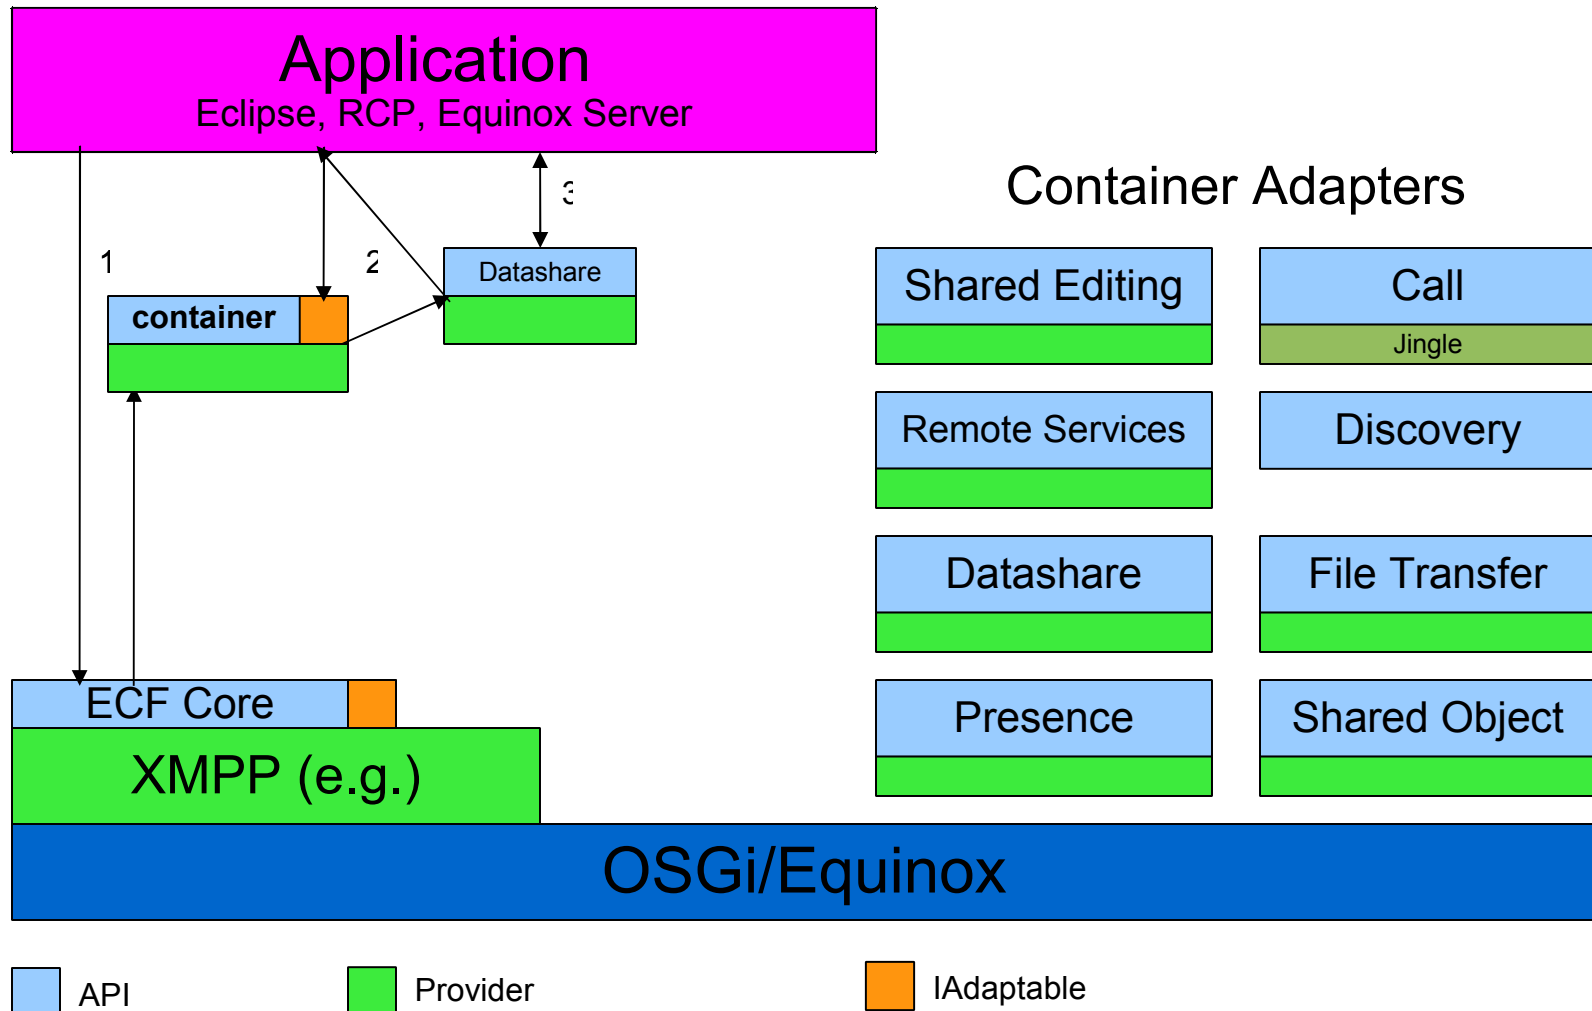 Application
Eclipse, RCP, Equinox Server
Container Adapters
1
2
3
container
Datashare
Shared Editing
Call
Jingle
Remote Services
Discovery
Datashare
File Transfer
ECF Core
Presence
Shared Object
XMPP (e.g.)
OSGi/Equinox
API
Provider
IAdaptable